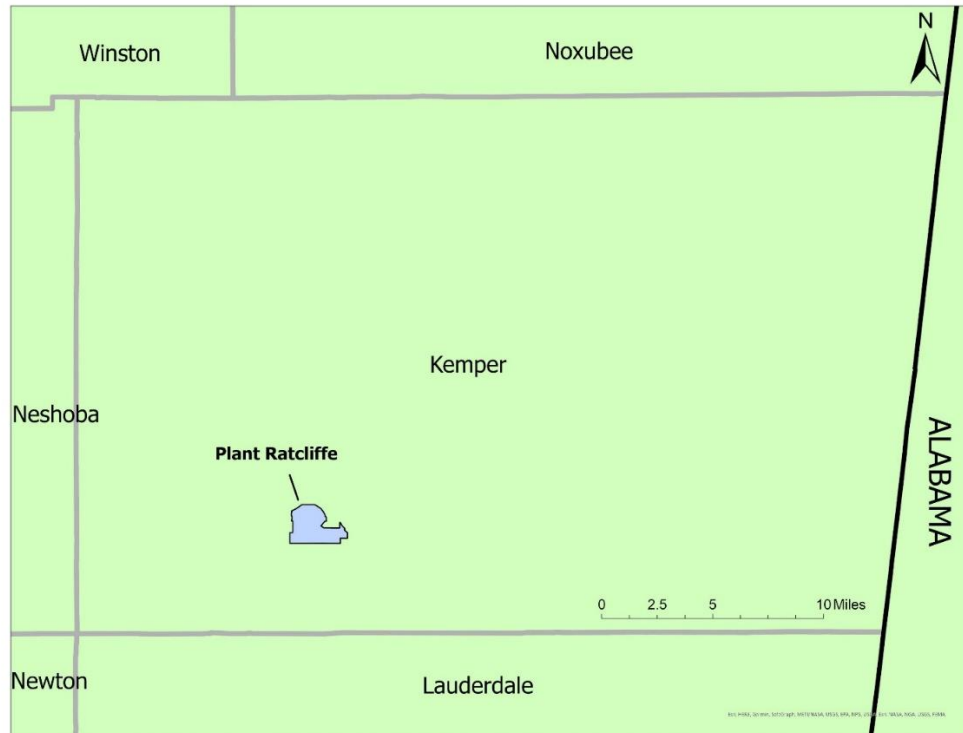 Winston
Noxubee
N
Kemper
Neshoba
ALABAMA
Plant Ratcliffe
0 2.5 5 10 Miles
Newton
Lauderdale